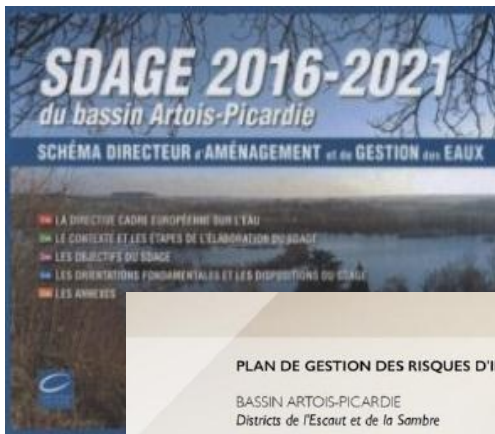 SDAGE 2016-2021
du bassin Artois-Picardie
SCHÉMA DIRECTEUR d'AMÉNAGEMENT et de GESTION des EAUX
LA DIRECTIVE CADRE EUROPÉENNE SUR L'EAU
LE CONTEXTE ET LES ÉTAPES DE L'ÉLABORATION DU SDAGE
LES OBJECTIFS DU SDAGE
LES ORIENTATIONS FONDAMENTALES ET LES DISPOSITIONS DU SDAGE
LES ANNEXES
PLAN DE GESTION DES RISQUES D'I
BASSIN ARTOIS-PICARDIE
Districts de l'Escaut et de la Sambre